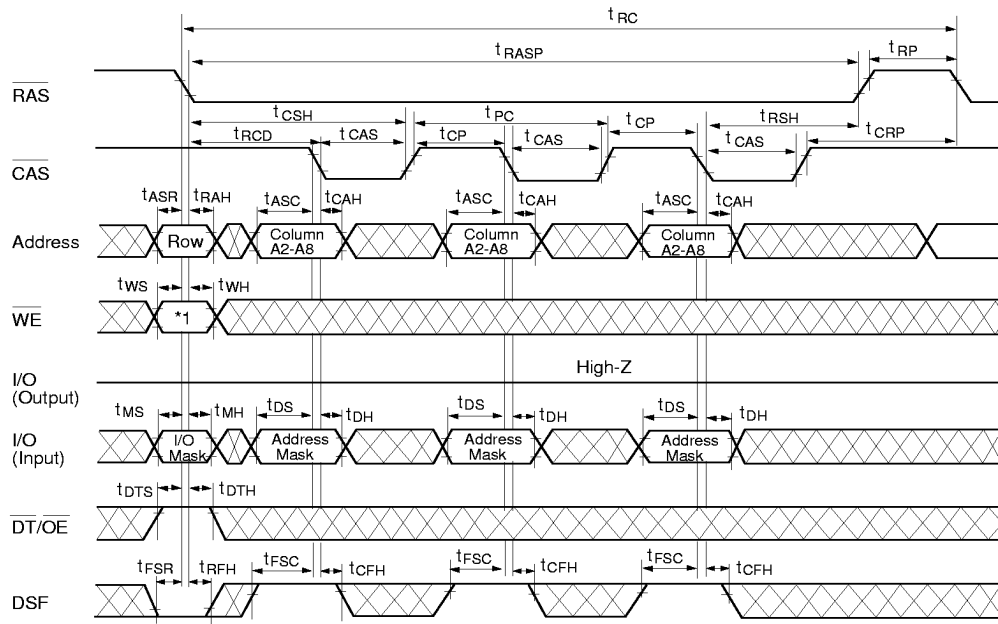 tRC
tRASP
tRP
RAS
tCSH
tPC
tRSH
tRCD
tCAS
tCP
tCAS
tCP
tCAS
tCRP
CAS
tASR
tRAH
tASC
tCAH
tASC
tCAH
tASC
tCAH
Address
Row
Column
A2-A8
Column
A2-A8
Column
A2-A8
tWS
tWH
WE
*1
I/O
(Output)
High-Z
tMS
tMH
tDS
tDH
tDS
tDH
tDS
tDH
I/O
(Input)
I/O
Mask
Address
Mask
Address
Mask
Address
Mask
tDTS
tDTH
DT/OE
tFSR
tRFH
tFSC
tCFH
tFSC
tCFH
tFSC
tCFH
DSF